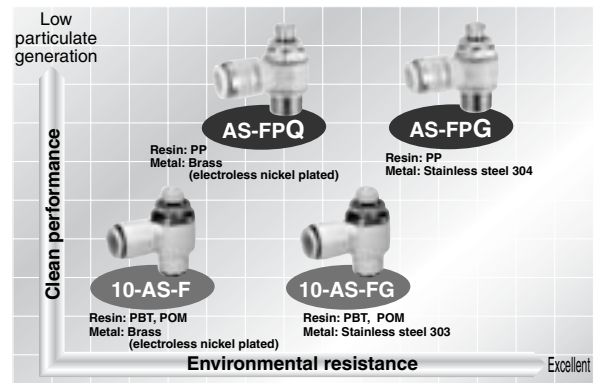 Low
particulate
generation
Clean performance
AS-FPQ
Resin: PP
Metal: Brass
(electroless nickel plated)
AS-FPG
Resin: PP
Metal: Stainless steel 304
10-AS-F
Resin: PBT, POM
Metal: Brass
(electroless nickel plated)
10-AS-FG
Resin: PBT, POM
Metal: Stainless steel 303
Environmental resistance
Excellent